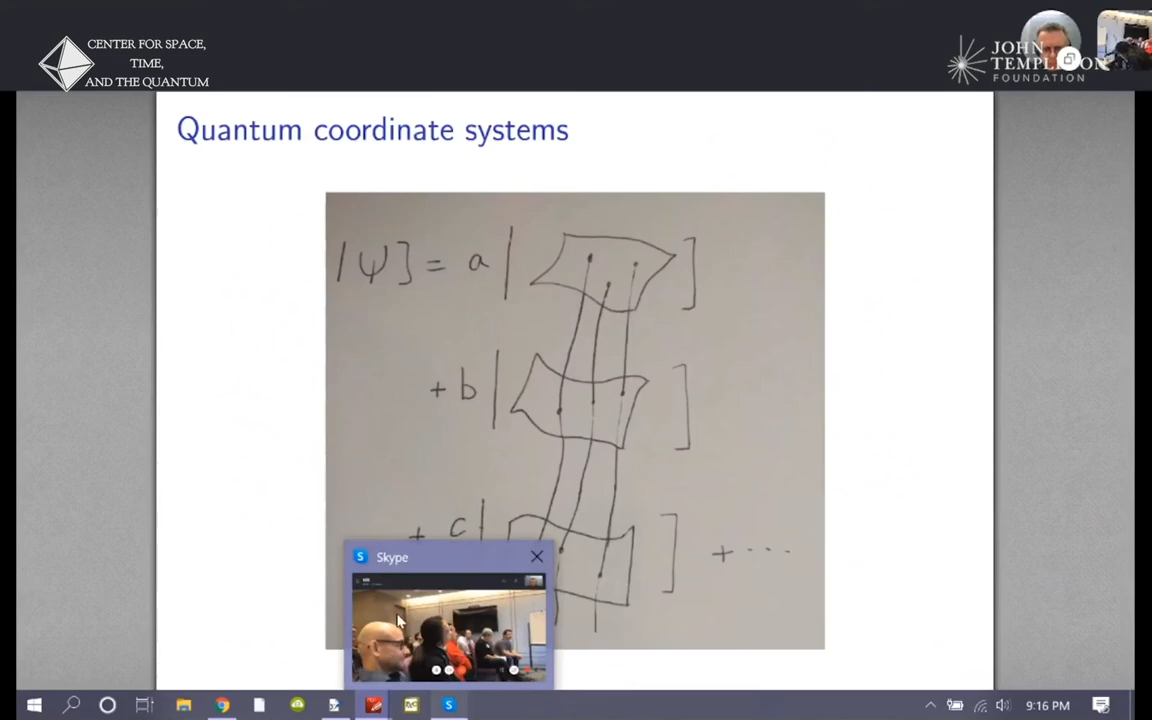 CENTER FOR SPACE,
TIME,
AND THE QUANTUM
JOHN
TEMPLETON
FOUNDATION
Quantum coordinate systems
|ψ] = a | ]
+ b | ]
+ c | ] + ...
Skype
9:16 PM